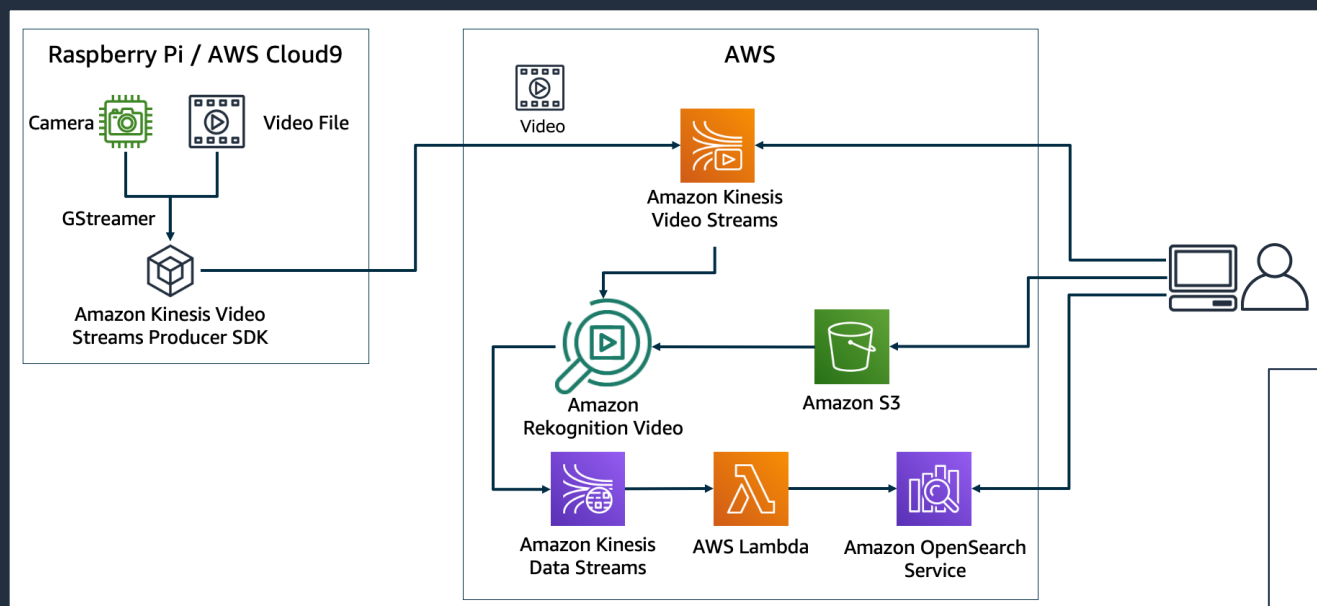 Raspberry Pi / AWS Cloud9
Camera
Video File
GStreamer
Amazon Kinesis Video
Streams Producer SDK
AWS
Video
Amazon Kinesis
Video Streams
Amazon
Rekognition Video
Amazon S3
Amazon Kinesis
Data Streams
AWS Lambda
Amazon OpenSearch
Service